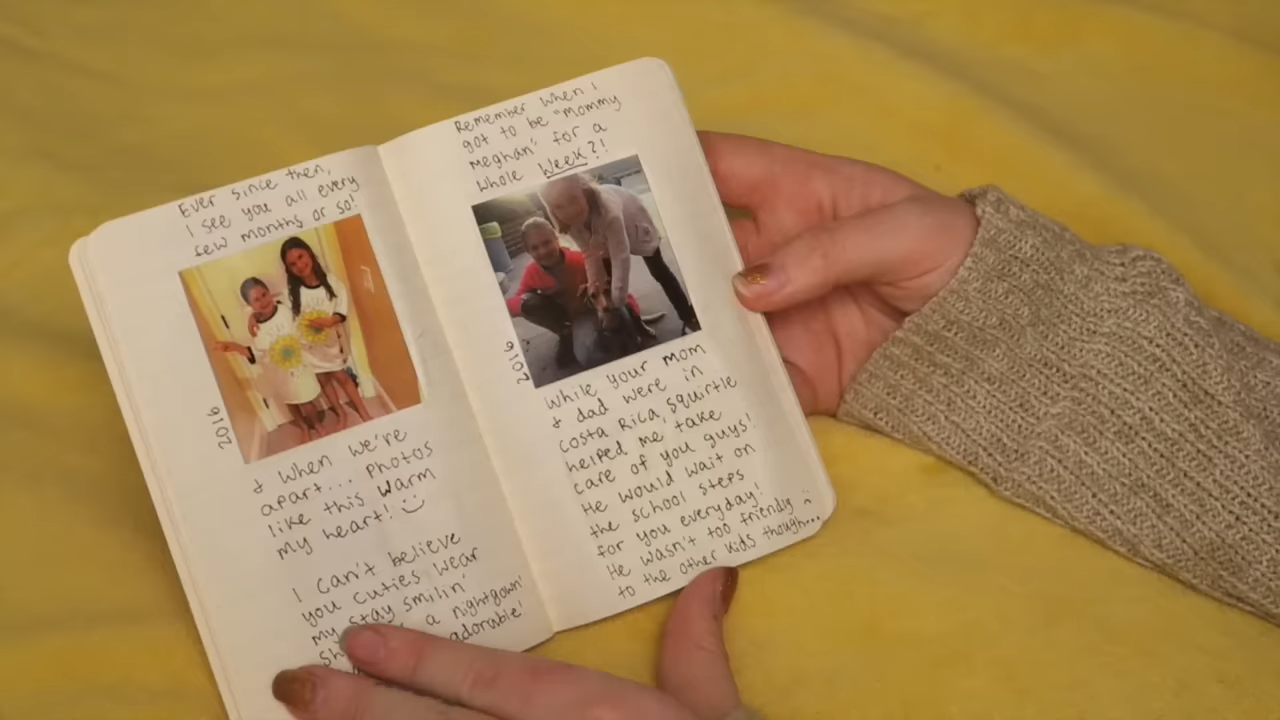 Ever since then,
I see you all every
few months or so!
2016
& when we're
apart... Photos
like this warm
my heart! :)
I can't believe
you cuties wear
my stay smilin'
a nightgown!
adorable!
Remember when I
got to be "Mommy
Meghan" for a
whole Week?!
2016
While your mom
& dad were in
Costa Rica, Squirtle
helped me take
care of you guys!
He would wait on
the school steps
for you everyday!
He wasn't too friendly
to the other kids though...